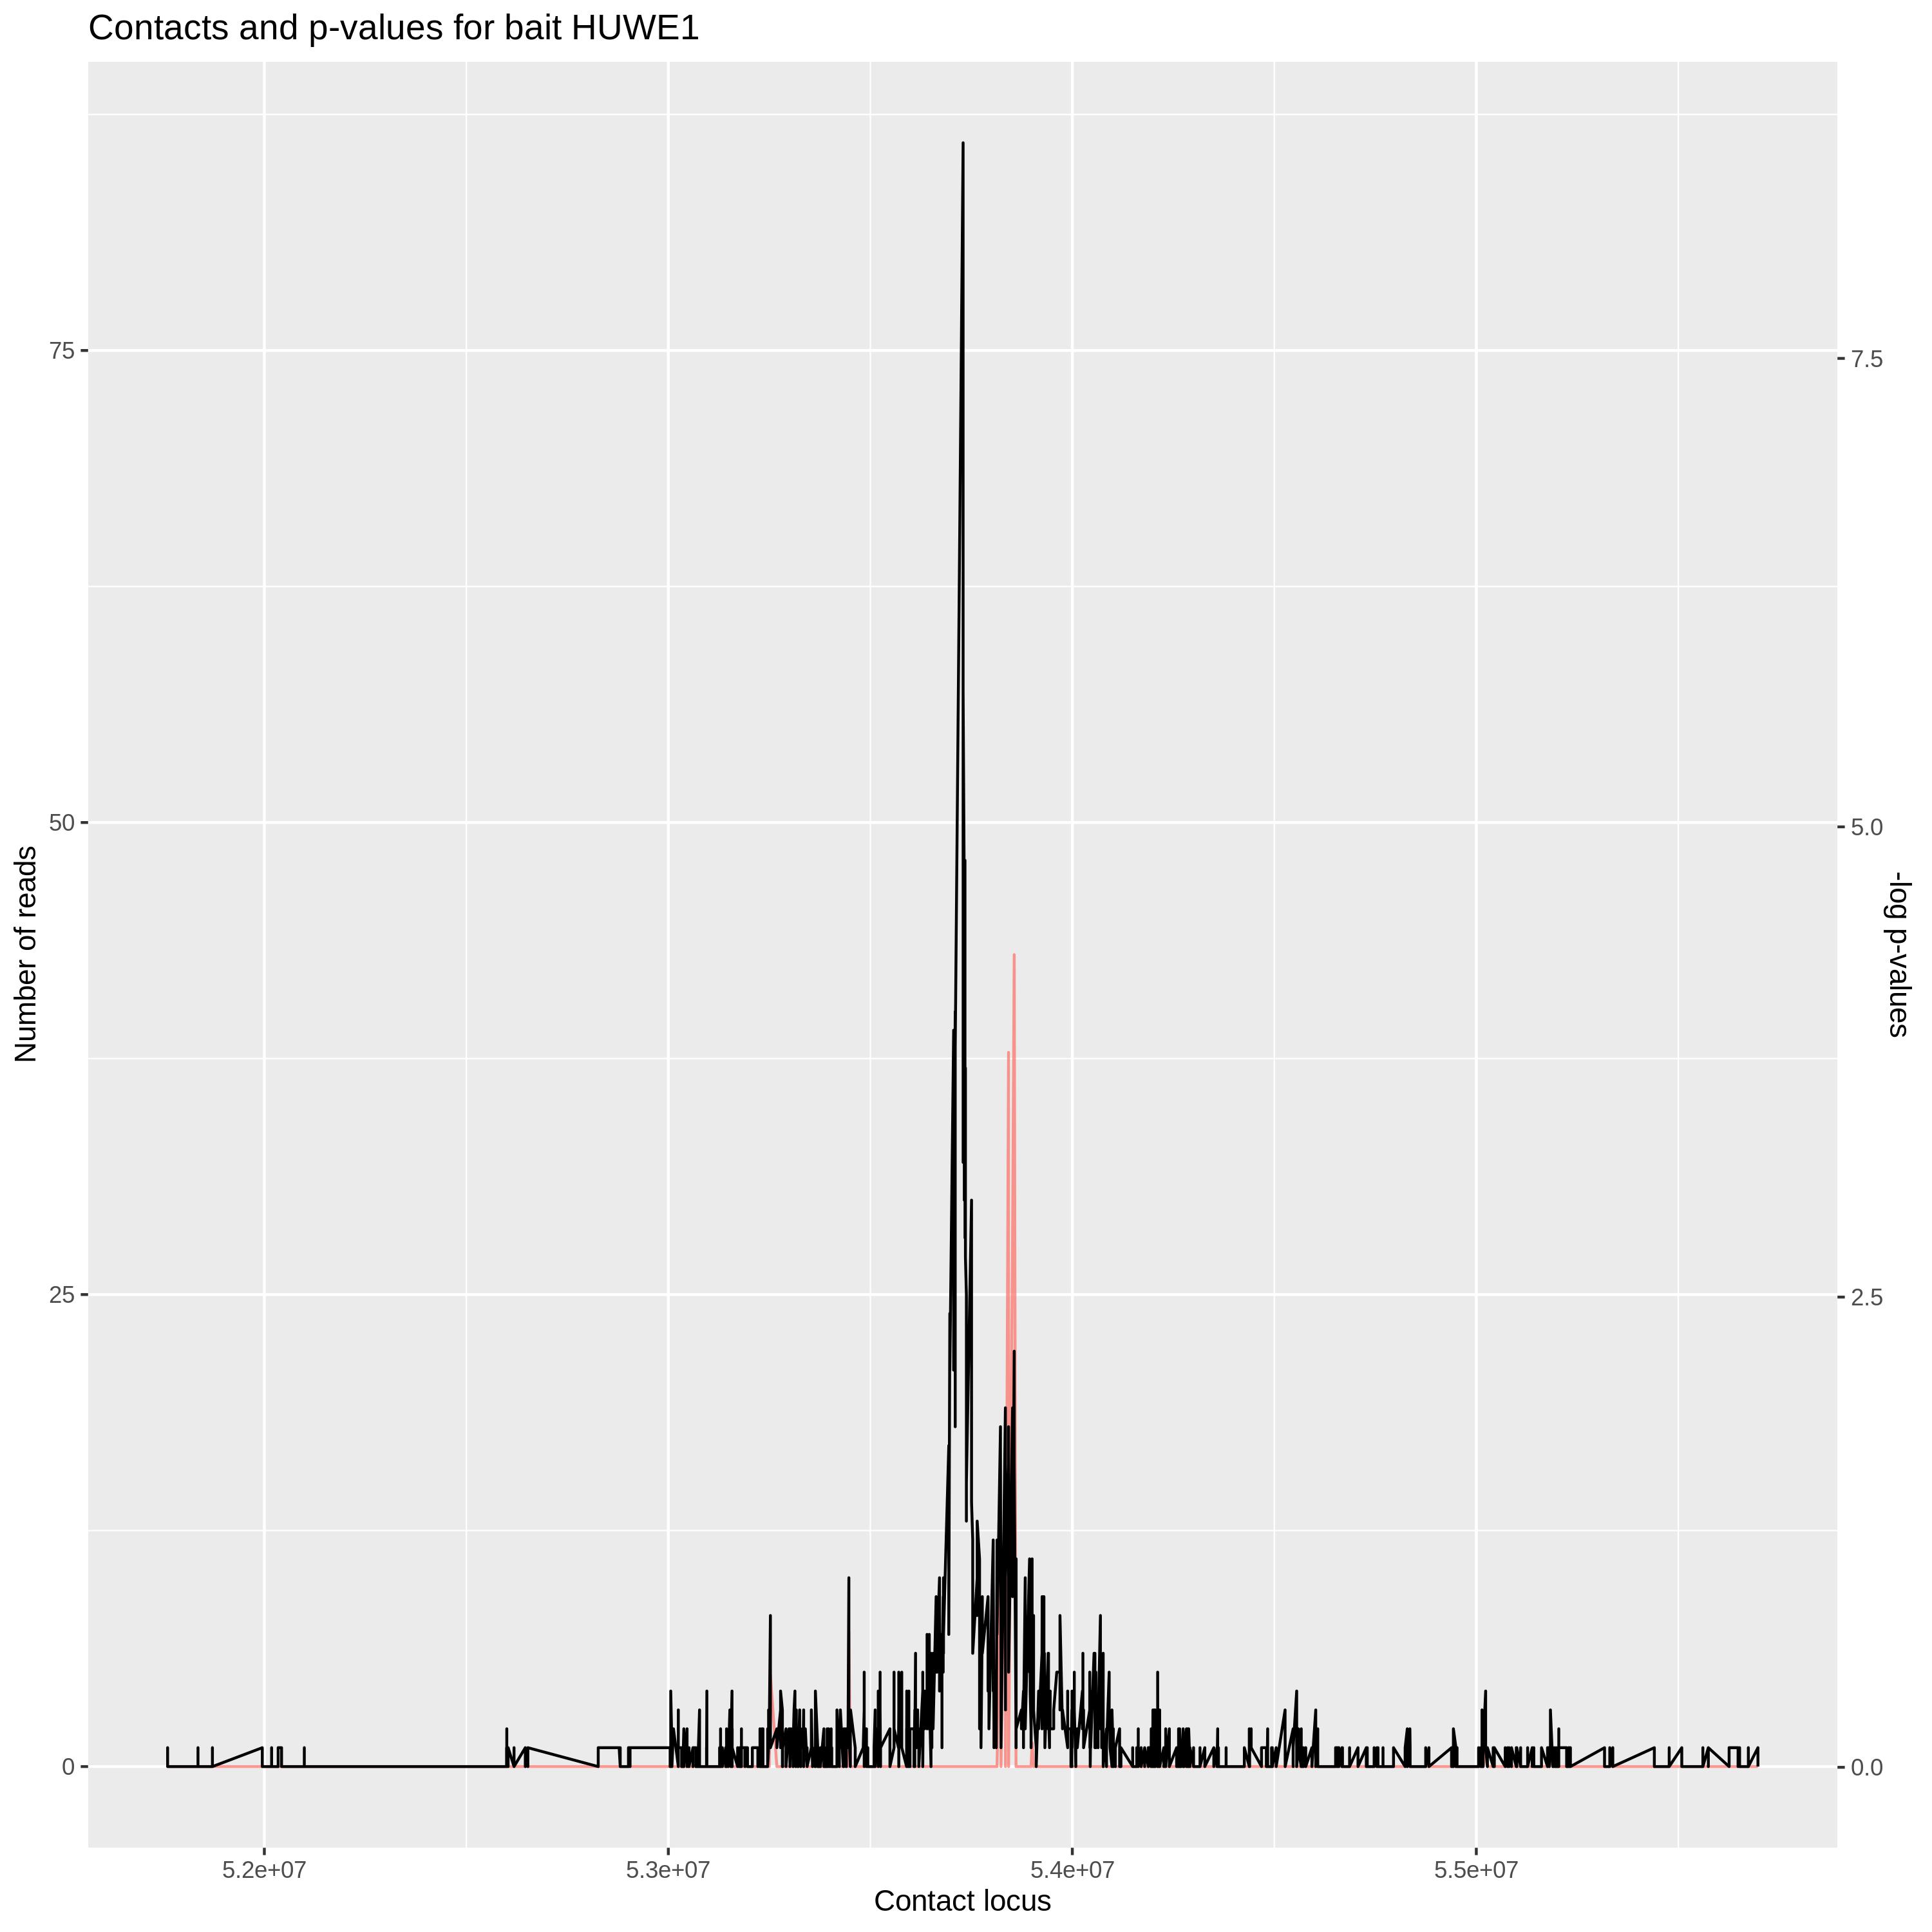 Contacts and p-values for bait HUWE1
75
50
25
0
Number of reads
7.5
5.0
2.5
0.0
-log p-values
5.2e+07
5.3e+07
5.4e+07
5.5e+07
Contact locus